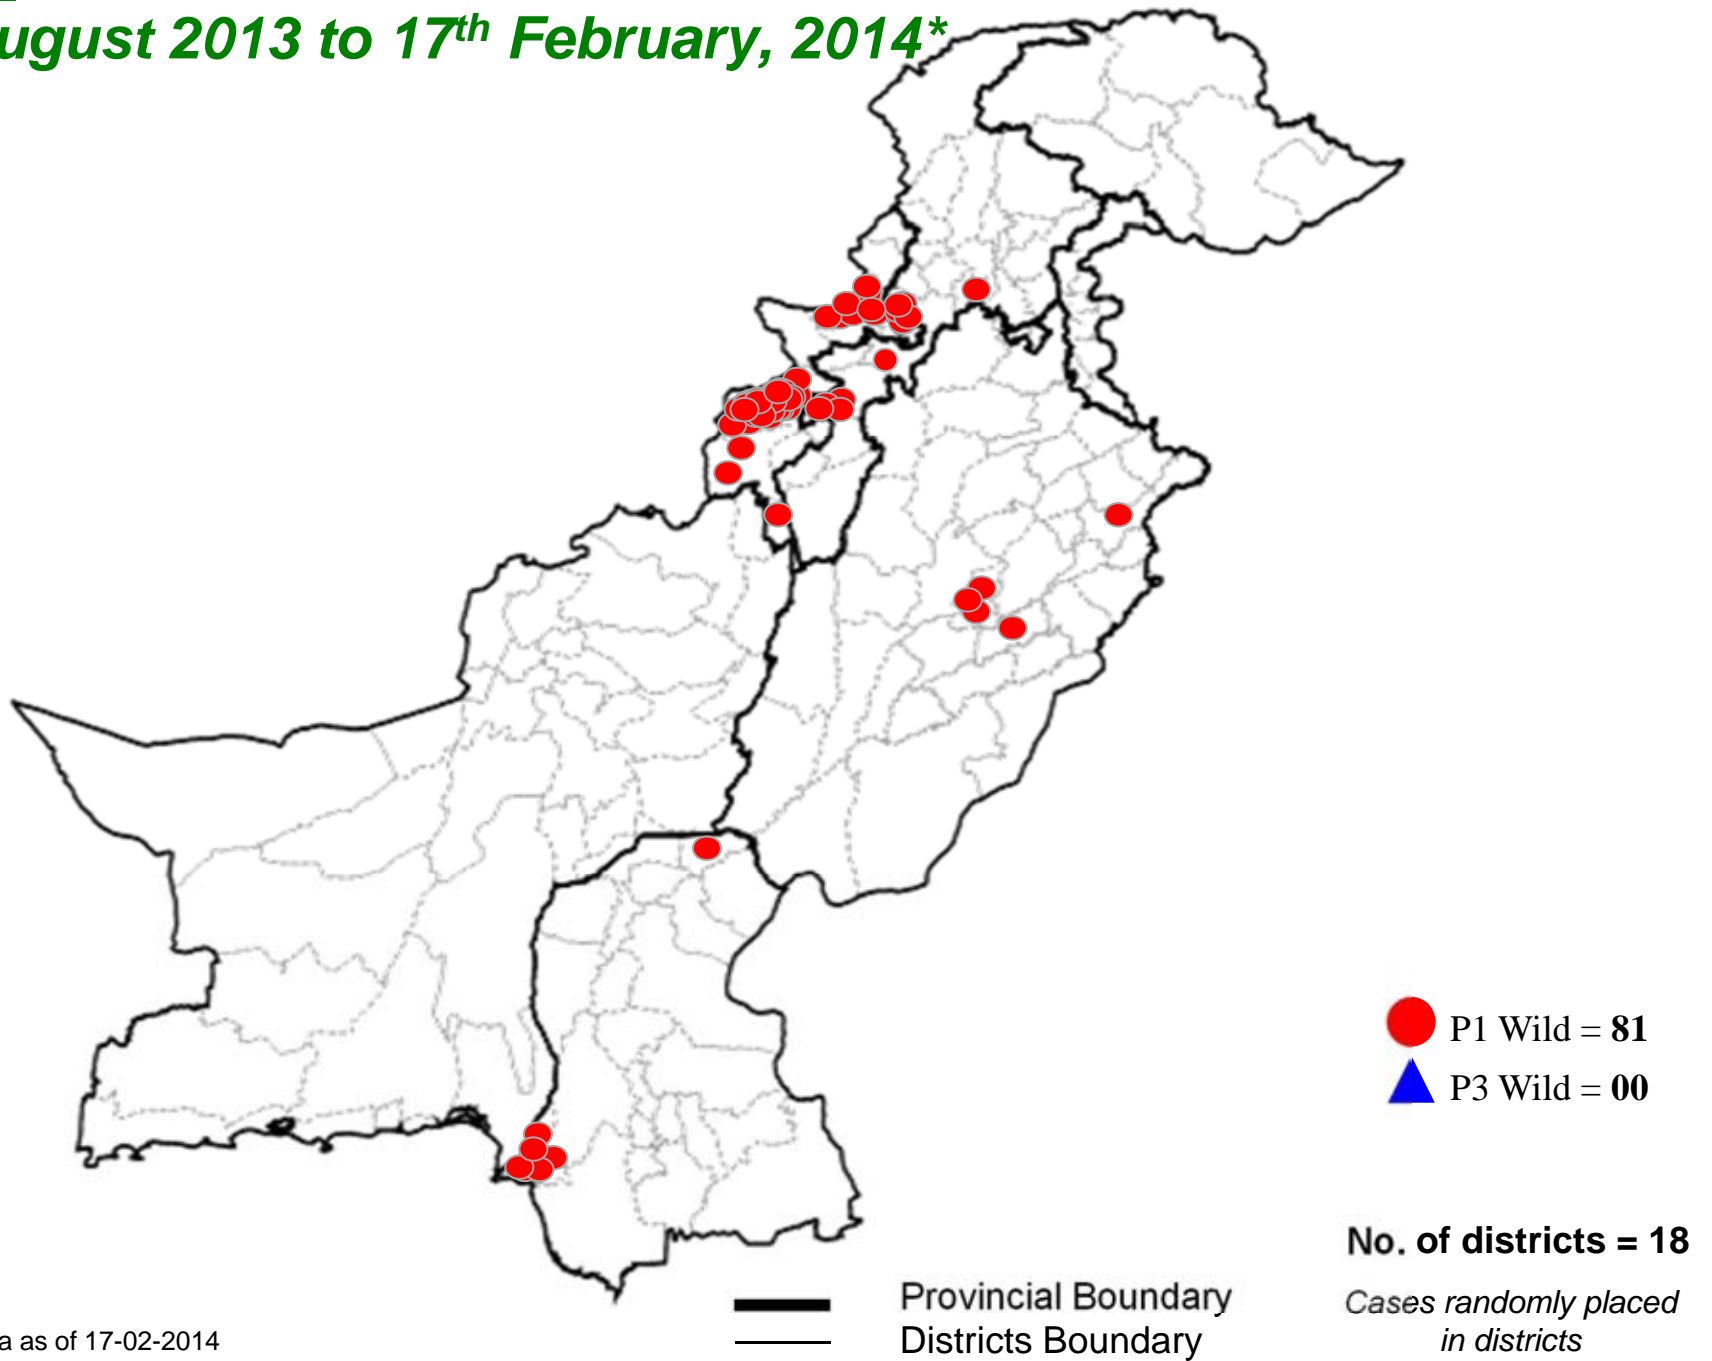 ugust 2013 to 17th February, 2014*
P1 Wild = 81
P3 Wild = 00
No. of districts = 18
Cases randomly placed
in districts
Provincial Boundary
Districts Boundary
a as of 17-02-2014